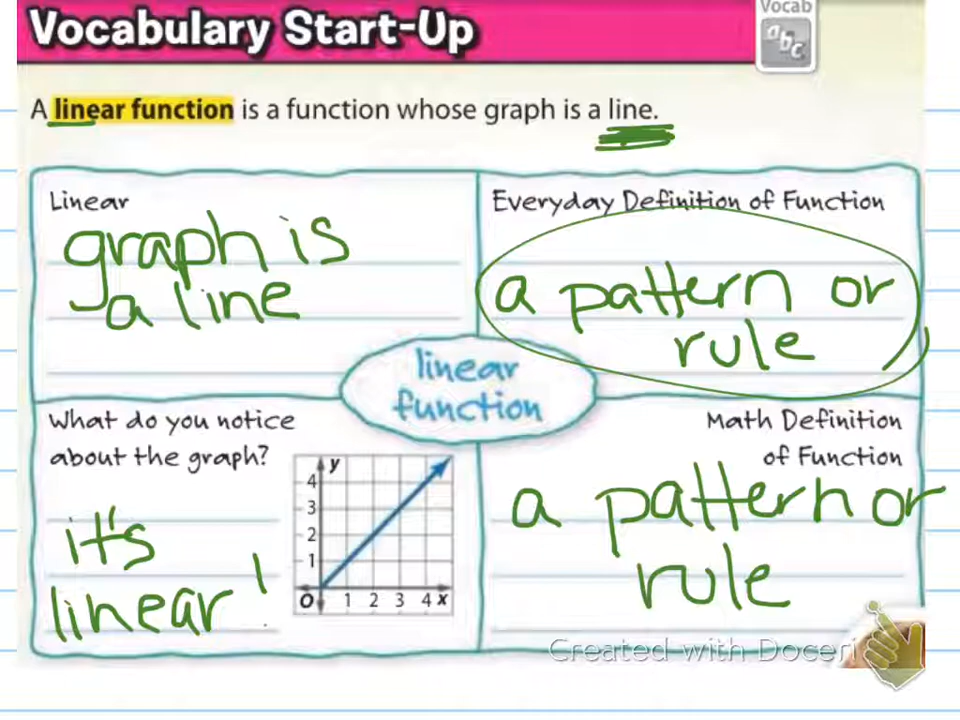 Vocabulary Start-Up
Vocab
abc
A linear function is a function whose graph is a line.
Linear
graph is
a line
Everyday Definition of Function
a pattern or
rule
linear
function
What do you notice
about the graph?
it's
linear!
y
4
3
2
1
O 1 2 3 4 x
Math Definition
of Function
a pattern or
rule
Created with Doceri